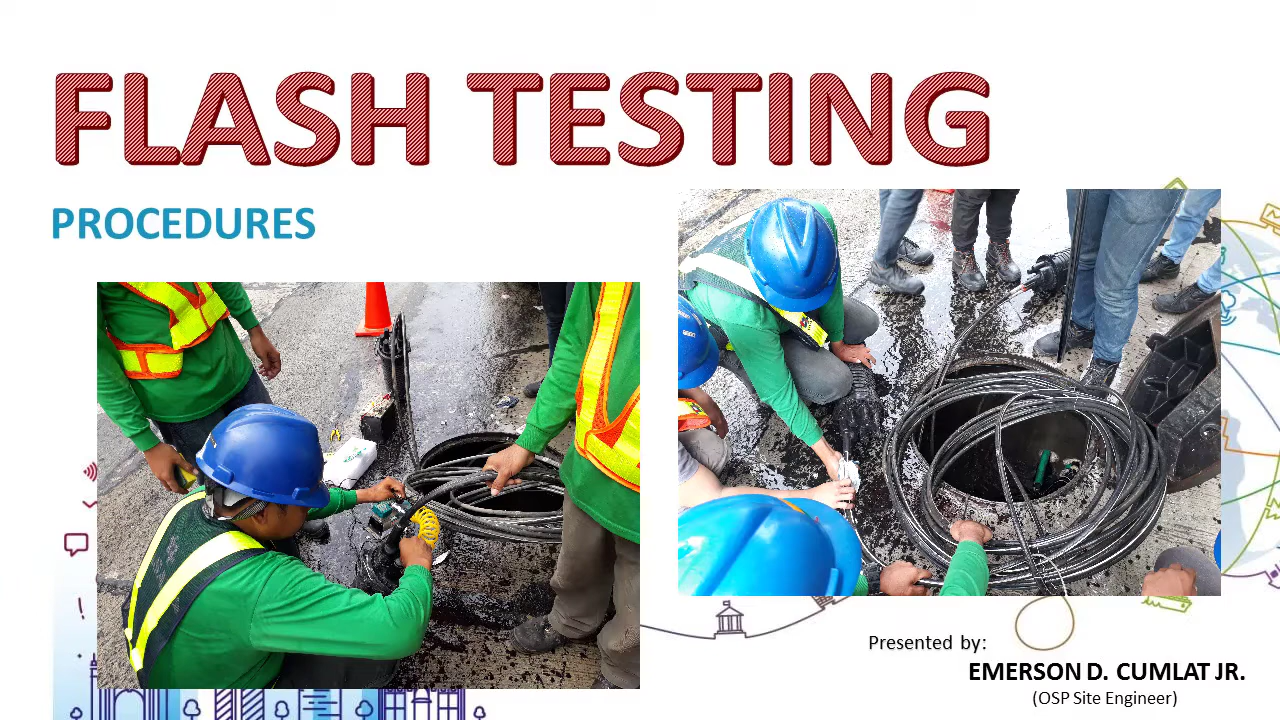 FLASH TESTING
PROCEDURES
Presented by:
EMERSON D. CUMLAT JR.
(OSP Site Engineer)